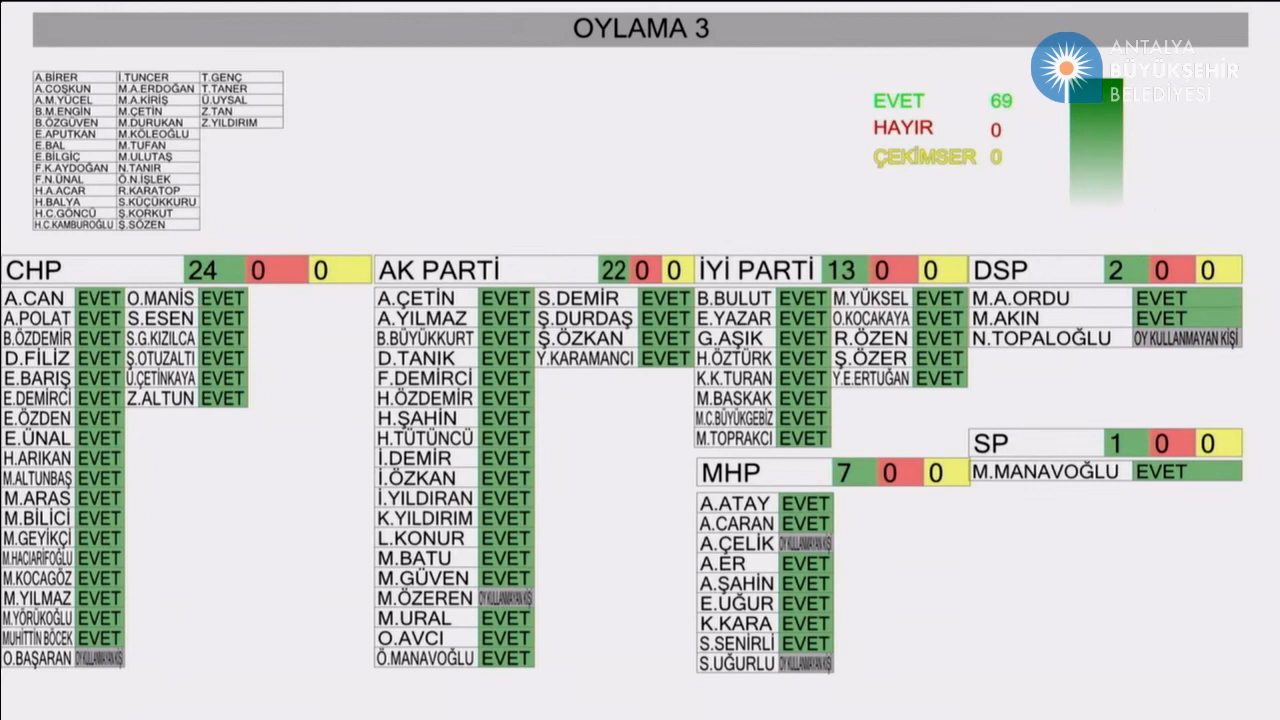 OYLAMA 3
ANTALYA
BÜYÜKŞEHİR
BELEDİYESİ
A.BİRER İ.TUNCER T.GENÇ
A.COŞKUN M.A.ERDOĞAN T.TANER
A.M.YÜCEL M.A.KİRİŞ Ü.UYSAL
B.M.ENGİN M.ÇETİN Z.TAN
B.ÖZGÜVEN M.DURUKAN Z.YILDIRIM
E.APUTKAN M.KÖLEOĞLU
E.BAL M.TUFAN
E.BİLGİÇ M.ULUTAŞ
F.K.AYDOĞAN N.TANIR
F.N.ÜNAL Ö.N.İŞLEK
H.A.ACAR R.KARATOP
H.BALYA S.KÜÇÜKKURU
H.C.GÖNCÜ Ş.KORKUT
H.C.KAMBUROĞLU Ş.SÖZEN
EVET 69
HAYIR 0
ÇEKİMSER 0
CHP 24 0 0
A.CAN EVET O.MANİS EVET
A.POLAT EVET S.ESEN EVET
B.ÖZDEMİR EVET S.G.KIZILCA EVET
D.FİLİZ EVET Ş.OTUZALTI EVET
E.BARIŞ EVET Ü.ÇETİNKAYA EVET
E.DEMİRCİ EVET Z.ALTUN EVET
E.ÖZDEN EVET
E.ÜNAL EVET
H.ARIKAN EVET
M.ALTUNBAŞ EVET
M.ARAS EVET
M.BİLİCİ EVET
M.GEYİKÇİ EVET
M.HACIARİFOĞLU EVET
M.KOCAGÖZ EVET
M.YILMAZ EVET
M.YÖRÜKOĞLU EVET
MUHİTTİN BÖCEK EVET
O.BAŞARAN OY KULLANMAYAN KİŞİ
AK PARTİ 22 0 0
A.ÇETİN EVET S.DEMİR EVET
A.YILMAZ EVET Ş.DURDAŞ EVET
B.BÜYÜKKURT EVET Ş.ÖZKAN EVET
D.TANIK EVET Y.KARAMANCI EVET
F.DEMİRCİ EVET
H.ÖZDEMİR EVET
H.ŞAHİN EVET
H.TÜTÜNCÜ EVET
İ.DEMİR EVET
İ.ÖZKAN EVET
İ.YILDIRAN EVET
K.YILDIRIM EVET
L.KONUR EVET
M.BATU EVET
M.GÜVEN EVET
M.ÖZEREN OY KULLANMAYAN KİŞİ
M.URAL EVET
O.AVCI EVET
Ö.MANAVOĞLU EVET
İYİ PARTİ 13 0 0
B.BULUT EVET M.YÜKSEL EVET
E.YAZAR EVET O.KOCAKAYA EVET
G.AŞIK EVET R.ÖZEN EVET
H.ÖZTÜRK EVET Ş.ÖZER EVET
K.K.TURAN EVET Y.E.ERTUĞAN EVET
M.BASKAK EVET
M.C.BÜYÜKGEBİZ EVET
M.TOPRAKCI EVET
MHP 7 0 0
A.ATAY EVET
A.CARAN EVET
A.ÇELİK OY KULLANMAYAN KİŞİ
A.ER EVET
A.ŞAHİN EVET
E.UĞUR EVET
K.KARA EVET
S.SENİRLİ EVET
S.UĞURLU OY KULLANMAYAN KİŞİ
DSP 2 0 0
M.A.ORDU EVET
M.AKIN EVET
N.TOPALOĞLU OY KULLANMAYAN KİŞİ
SP 1 0 0
M.MANAVOĞLU EVET